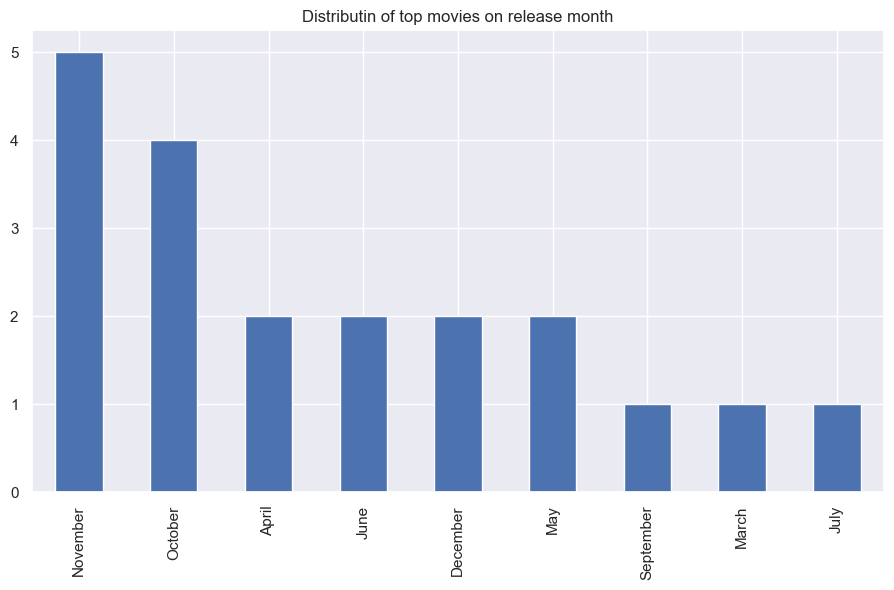 Distributin of top movies on release month
5
4
3
2
1
0
November
October
April
June
December
May
September
March
July